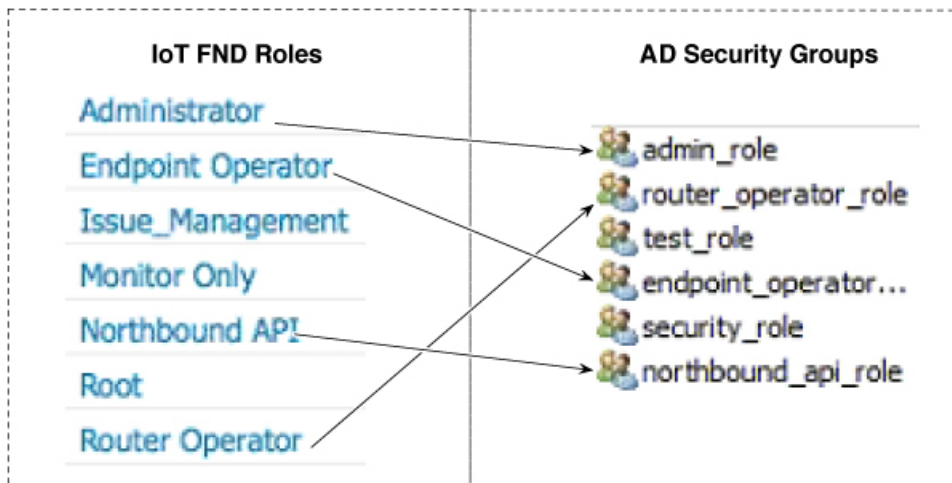 IoT FND Roles
Administrator
Endpoint Operator
Issue_Management
Monitor Only
Northbound API
Root
Router Operator
AD Security Groups
admin_role
router_operator_role
test_role
endpoint_operator...
security_role
northbound_api_role